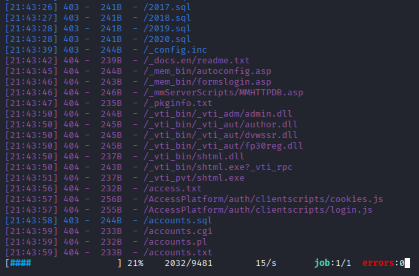 [21:43:26] 403 -  241B  - /2017.sql
[21:43:27] 403 -  241B  - /2018.sql
[21:43:28] 403 -  241B  - /2019.sql
[21:43:28] 403 -  241B  - /2020.sql
[21:43:39] 403 -  244B  - /_config.inc
[21:43:42] 404 -  239B  - /_docs.en/readme.txt
[21:43:45] 404 -  244B  - /_mem_bin/autoconfig.asp
[21:43:46] 404 -  243B  - /_mem_bin/formslogin.asp
[21:43:46] 404 -  246B  - /_mmServerScripts/MMHTTPDB.asp
[21:43:47] 404 -  235B  - /_pkginfo.txt
[21:43:50] 404 -  244B  - /_vti_bin/_vti_adm/admin.dll
[21:43:50] 404 -  245B  - /_vti_bin/_vti_aut/author.dll
[21:43:50] 404 -  245B  - /_vti_bin/_vti_aut/dvwssr.dll
[21:43:50] 404 -  245B  - /_vti_bin/_vti_aut/fp30reg.dll
[21:43:50] 404 -  237B  - /_vti_bin/shtml.dll
[21:43:50] 404 -  243B  - /_vti_bin/shtml.exe?_vti_rpc
[21:43:51] 404 -  237B  - /_vti_pvt/shtml.exe
[21:43:56] 404 -  232B  - /access.txt
[21:43:57] 404 -  256B  - /AccessPlatform/auth/clientscripts/cookies.js
[21:43:57] 404 -  255B  - /AccessPlatform/auth/clientscripts/login.js
[21:43:58] 403 -  244B  - /accounts.sql
[21:43:59] 404 -  233B  - /accounts.cgi
[21:43:59] 404 -  232B  - /accounts.pl
[21:43:59] 404 -  233B  - /accounts.txt
[####                ] 21%    2032/9481        15/s       job:1/1  errors:0